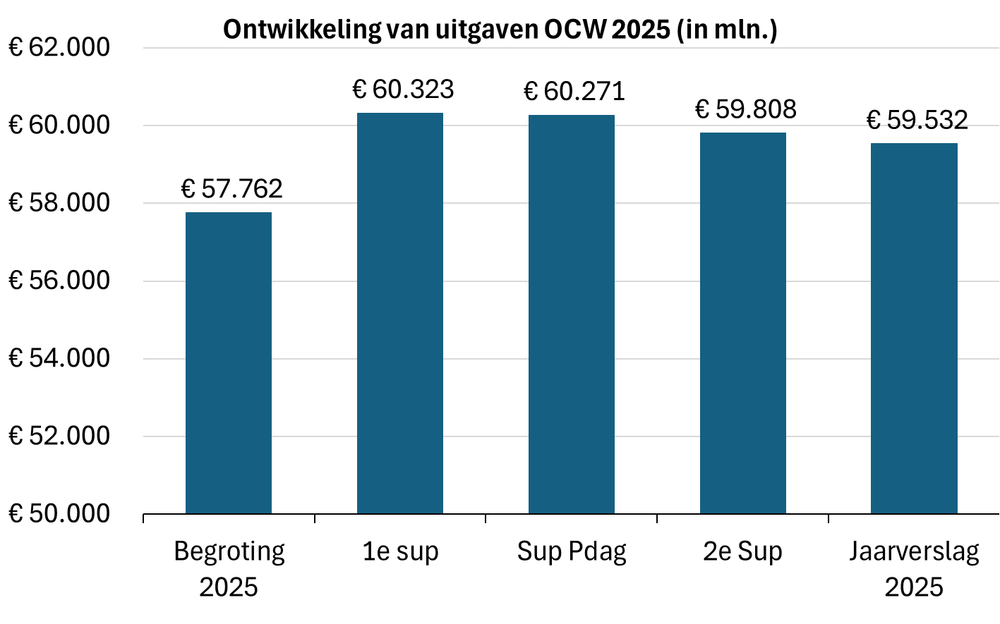 Ontwikkeling van uitgaven OCW 2025 (in mln.)
€ 62.000
€ 60.000
€ 58.000
€ 56.000
€ 54.000
€ 52.000
€ 50.000
€ 57.762
€ 60.323
€ 60.271
€ 59.808
€ 59.532
Begroting
2025
1e sup
Sup Pdag
2e Sup
Jaarverslag
2025